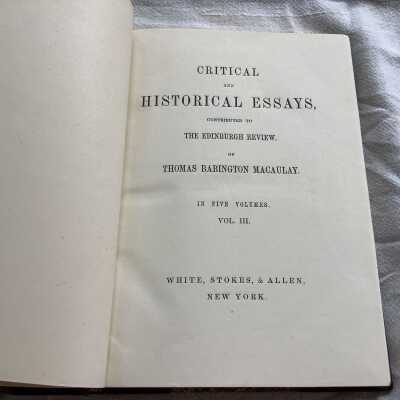 CRITICAL
AND
HISTORICAL ESSAYS,
CONTRIBUTED TO
THE EDINBURGH REVIEW,
OF
THOMAS BABINGTON MACAULAY.
IN FIVE VOLUMES.
VOL. III.
WHITE, STOKES, & ALLEN,
NEW YORK.